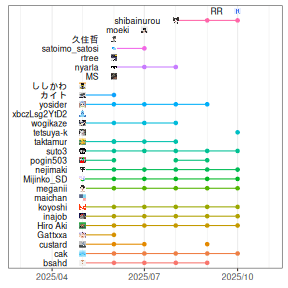 RR
shibainurou
moeki
久住哲
satoimo_satosi
rtree
nyarla
MS
ししかわ
カイト
yosider
xbczLsg2YtD2
wogikaze
tetsuya-k
taktamur
suto3
pogin503
nejimaki
Mijinko_SD
meganii
maichan
koyoshi
inajob
Hiro Aki
Gattxxa
custard
cak
bsahd
2025/04 2025/07 2025/10